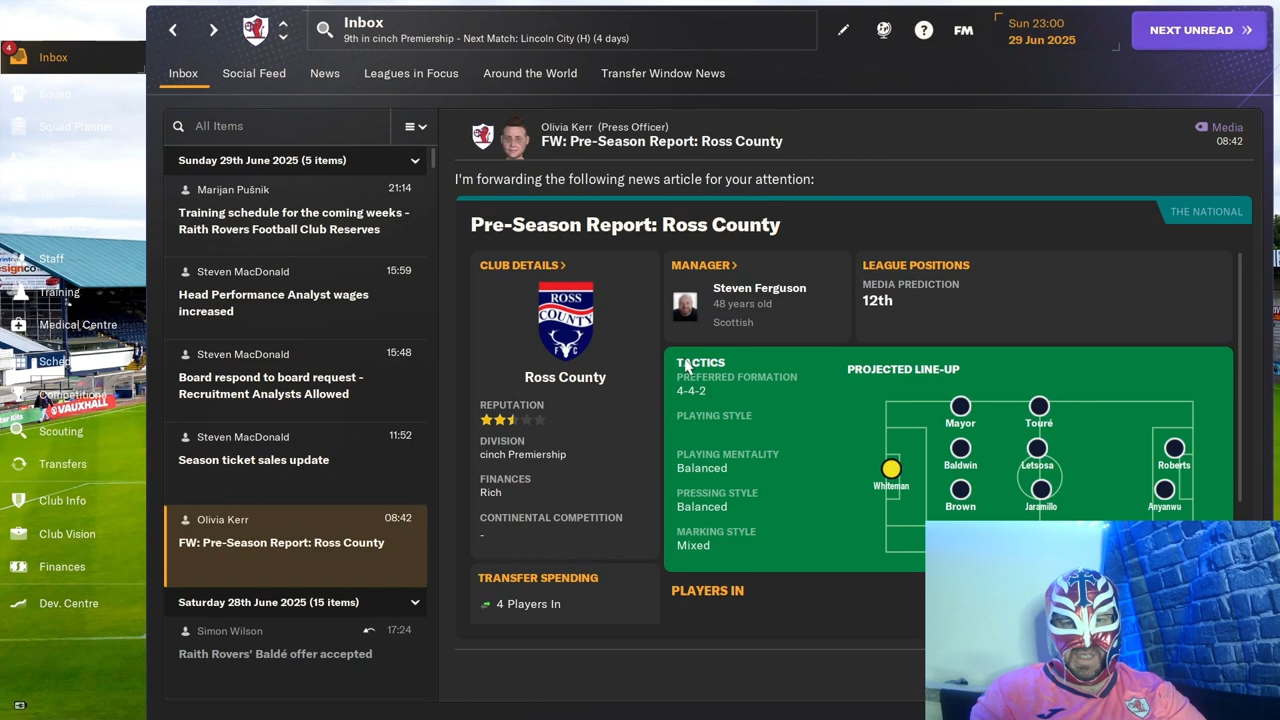 Inbox
9th in cinch Premiership - Next Match: Lincoln City (H) (4 days)
FM
Sun 23:00
29 Jun 2025
NEXT UNREAD
4
Inbox
Squad
Squad Planner
Staff
Training
Medical Centre
Sched
Competitions
Scouting
Transfers
Club Info
Club Vision
Finances
Dev. Centre
VAUXHALL
Inbox
Social Feed
News
Leagues in Focus
Around the World
Transfer Window News
All Items
Sunday 29th June 2025 (5 items)
Marijan Pušnik
21:14
Training schedule for the coming weeks -
Raith Rovers Football Club Reserves
Steven MacDonald
15:59
Head Performance Analyst wages
increased
Steven MacDonald
15:48
Board respond to board request -
Recruitment Analysts Allowed
Steven MacDonald
11:52
Season ticket sales update
Olivia Kerr
08:42
FW: Pre-Season Report: Ross County
Saturday 28th June 2025 (15 items)
Simon Wilson
17:24
Raith Rovers' Baldé offer accepted
Olivia Kerr (Press Officer)
FW: Pre-Season Report: Ross County
Media
08:42
I'm forwarding the following news article for your attention:
THE NATIONAL
Pre-Season Report: Ross County
CLUB DETAILS >
ROSS
COUNTY
F C
Ross County
REPUTATION
DIVISION
cinch Premiership
FINANCES
Rich
CONTINENTAL COMPETITION
-
TRANSFER SPENDING
4 Players In
MANAGER >
Steven Ferguson
48 years old
Scottish
LEAGUE POSITIONS
MEDIA PREDICTION
12th
TACTICS
PREFERRED FORMATION
4-4-2
PLAYING STYLE
PLAYING MENTALITY
Balanced
PRESSING STYLE
Balanced
MARKING STYLE
Mixed
PROJECTED LINE-UP
Mayor
Touré
Baldwin
Letsosa
Roberts
Whiteman
Brown
Jaramillo
Anyanwu
PLAYERS IN